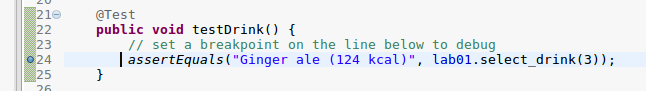 21 @Test
22 public void testDrink() {
23 // set a breakpoint on the line below to debug
24 assertEquals("Ginger ale (124 kcal)", lab01.select_drink(3));
25 }
26